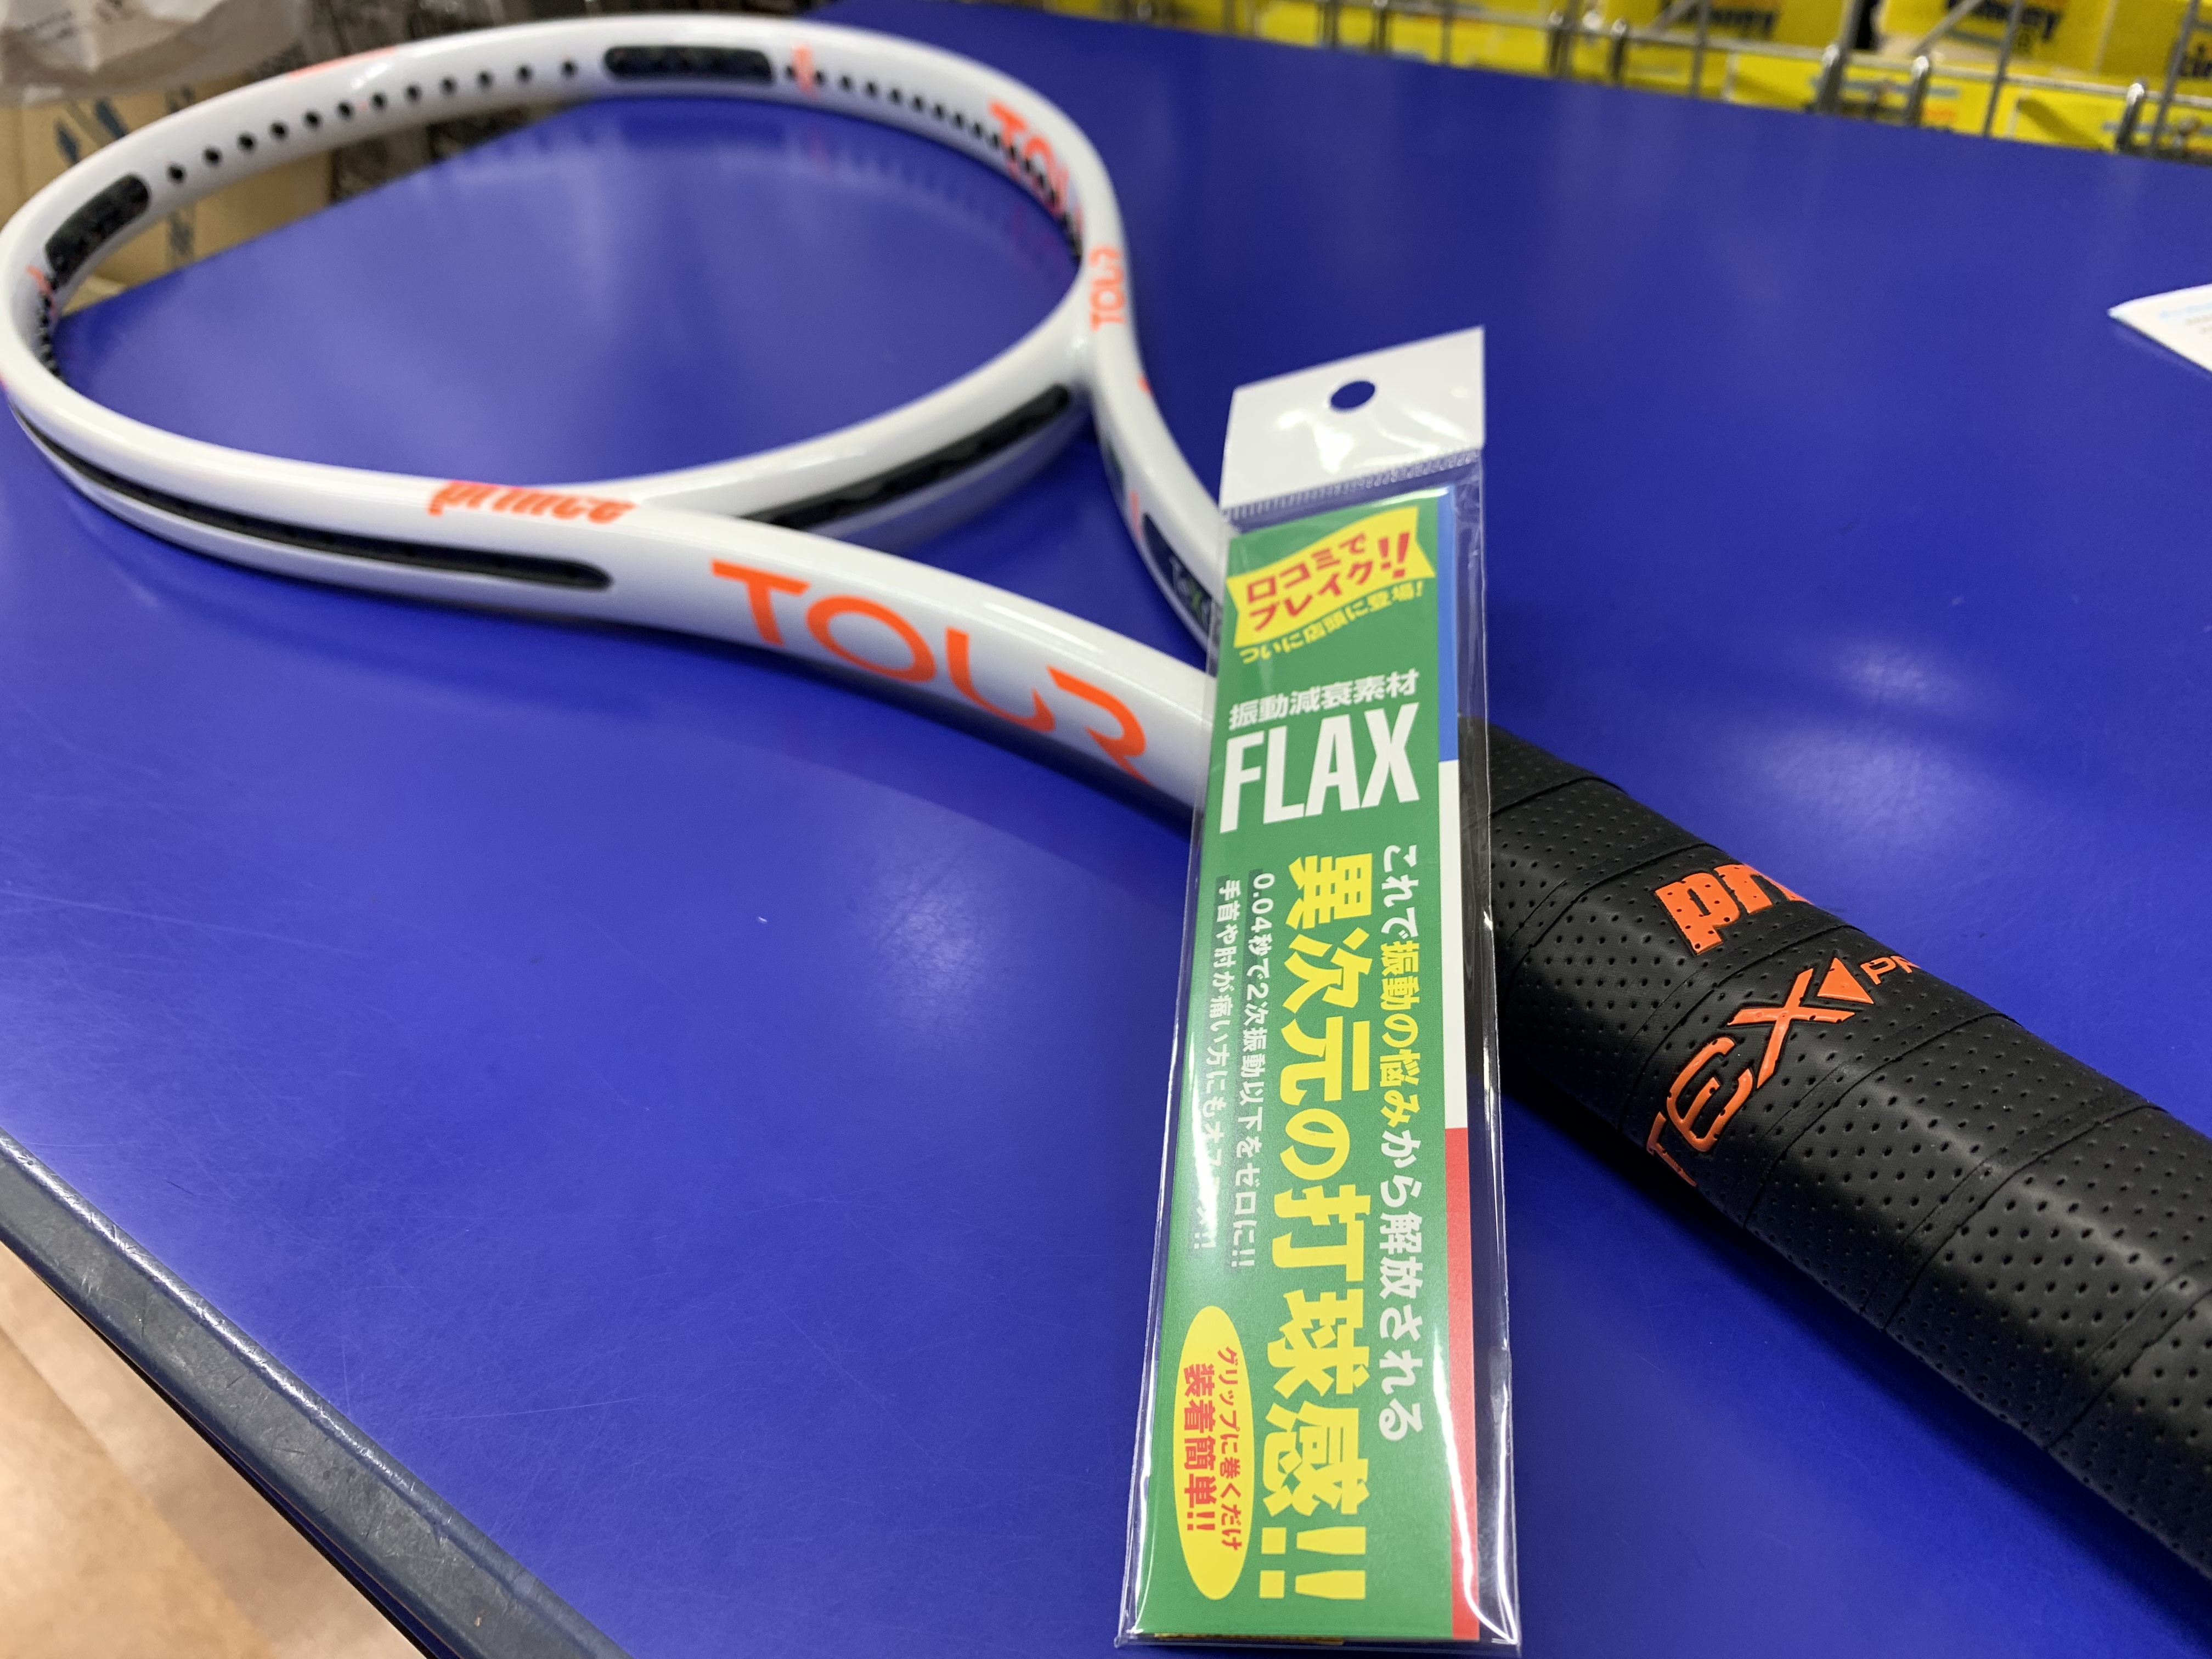 TOUR
TOUR
prince
TOUR
口コミで
ブレイク!!
ついに店頭に登場!
振動減衰素材
FLAX
これで振動の悩みから解放される
異次元の打球感!!
0.04秒で2次振動以下をゼロに!!
手首や肘が痛い方にも
グリップに巻くだけ
装着簡単!!
TeX